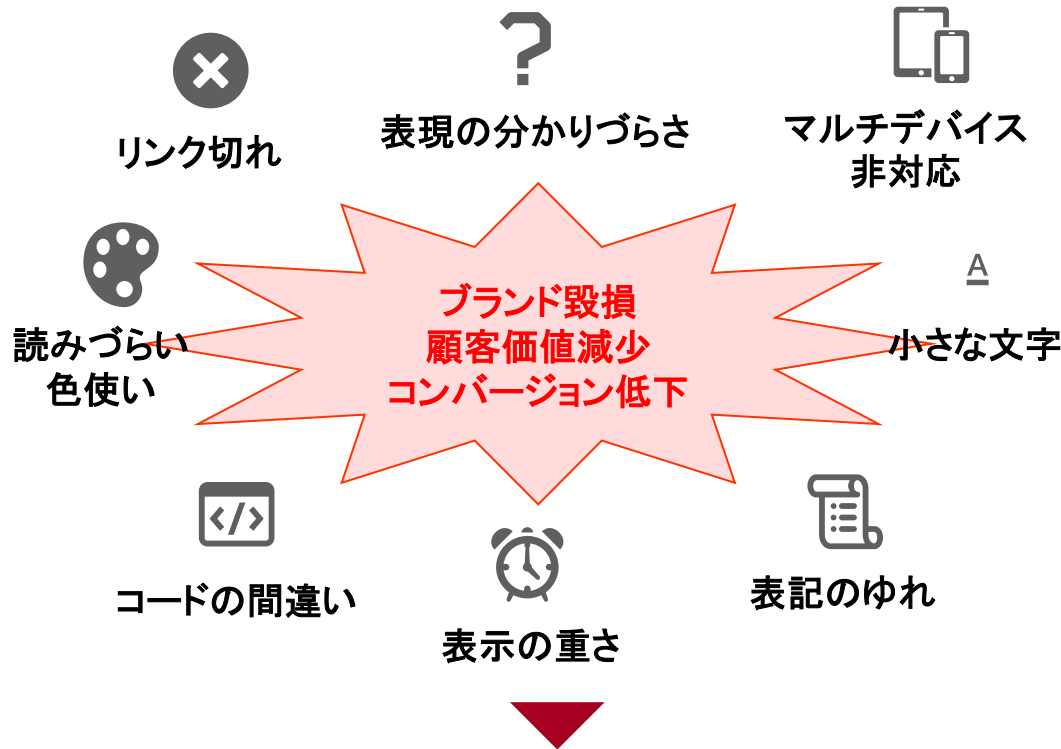 リンク切れ
表現の分かりづらさ
マルチデバイス
非対応
ブランド毀損
顧客価値減少
コンバージョン低下
読みづらい
色使い
A
小さな文字
</>
コードの間違い
表示の重さ
表記のゆれ